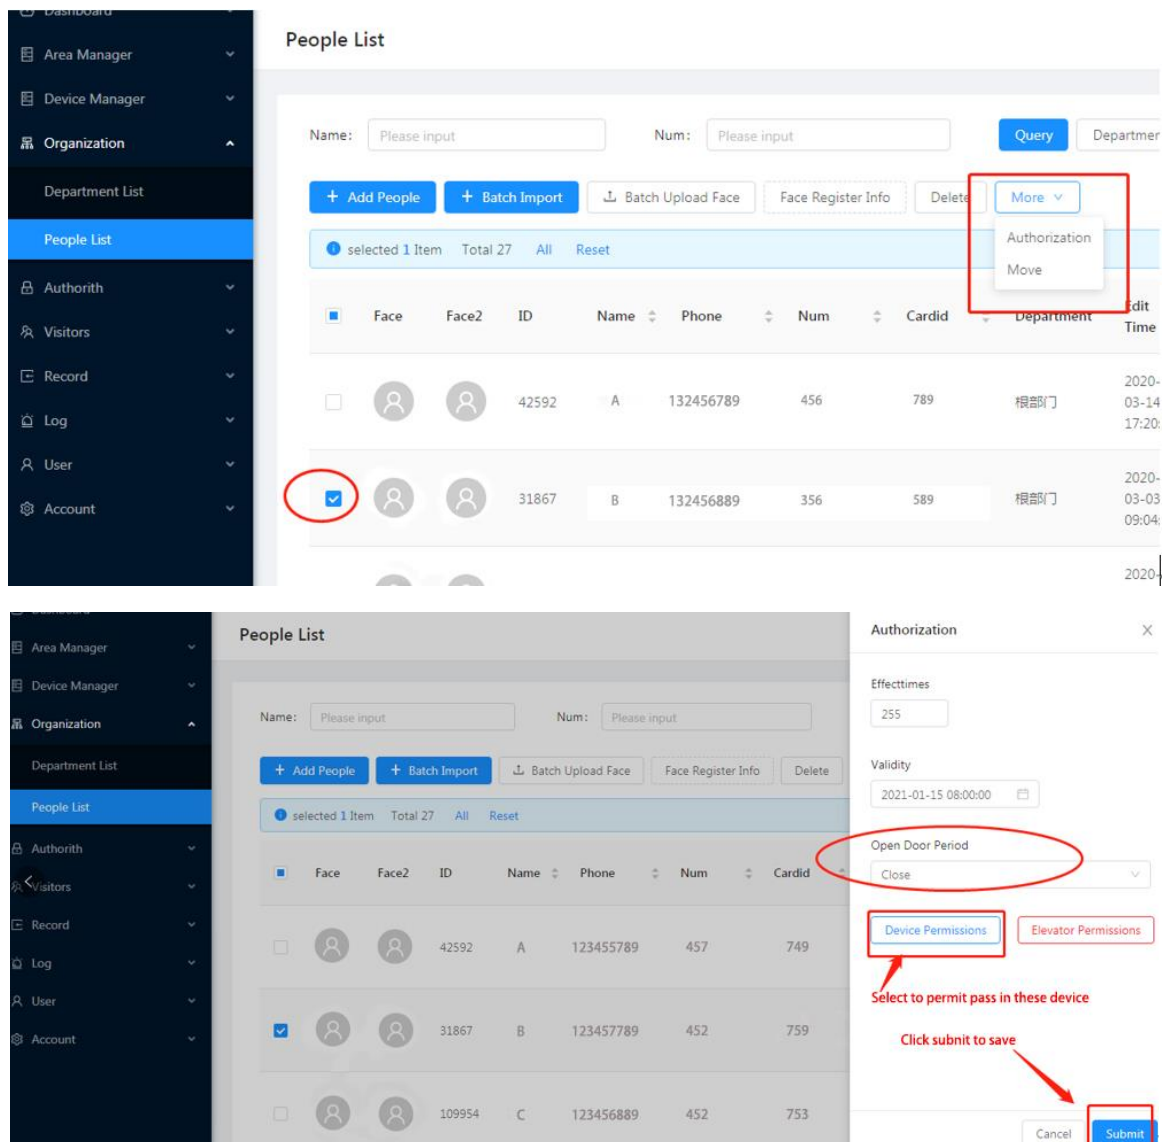 Dashboard
Area Manager
Device Manager
Organization
Department List
People List
Authorith
Visitors
Record
Log
User
Account
People List
Name: Please input Num: Please input Query
+ Add People + Batch Import Batch Upload Face Face Register Info Delete More
Authorization
Move
selected 1 Item Total 27 All Reset
Face Face2 ID Name Phone Num Cardid Department Edit Time
42592 A 132456789 456 789 根部门 2020-03-14 17:20:
31867 B 132456889 356 589 根部门 2020-03-03 09:04:
2020-
Area Manager
Device Manager
Organization
Department List
People List
Authorith
Visitors
Record
Log
User
Account
People List
Name: Please input Num: Please input
+ Add People + Batch Import Batch Upload Face Face Register Info Delete
selected 1 Item Total 27 All Reset
Face Face2 ID Name Phone Num Cardid
42592 A 123455789 457 749
31867 B 123457789 452 759
109954 C 123456889 452 753
Authorization
Effecttimes
255
Validity
2021-01-15 08:00:00
Open Door Period
Close
Device Permissions Elevator Permissions
Select to permit pass in these device
Click subnit to save
Cancel Submit